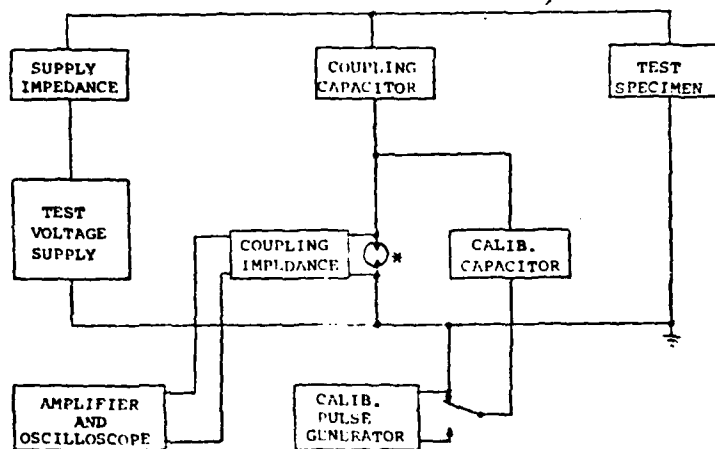 SUPPLY
IMPEDANCE
COUPLING
CAPACITOR
TEST
SPECIMEN
TEST
VOLTAGE
SUPPLY
COUPLING
IMPEDANCE
*
CALIB.
CAPACITOR
AMPLIFIER
AND
OSCILLOSCOPE
CALIB.
PULSE
GENERATOR